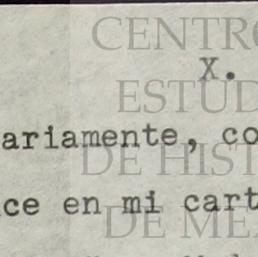 CENTRO
X.
ESTUD
ariamente, co
DE HIST
ce en mi cart
DE ME